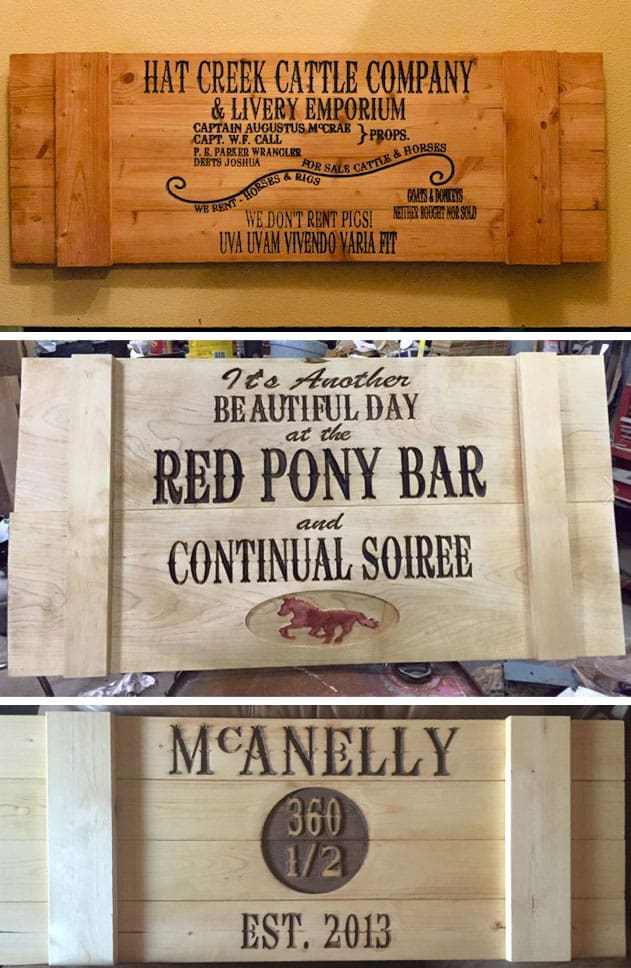 HAT CREEK CATTLE COMPANY
& LIVERY EMPORIUM
CAPTAIN AUGUSTUS McCRAE
CAPT. W.F. CALL } PROPS.
P. E. PARKER WRANGLER
DEETS JOSHUA
FOR SALE CATTLE & HORSES
WE RENT - HORSES & RIGS
GOATS & DONKEYS
NEITHER BOUGHT NOR SOLD
WE DON'T RENT PIGS!
UVA UVAM VIVENDO VARIA FIT
It's Another
BEAUTIFUL DAY
at the
RED PONY BAR
and
CONTINUAL SOIREE
McANELLY
360
1/2
EST. 2013